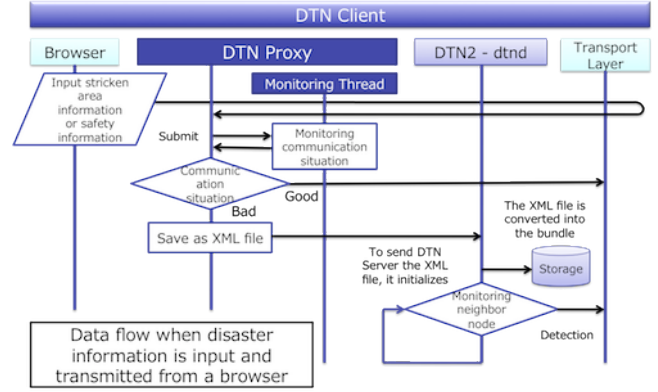 DTN Client
Browser
DTN Proxy
DTN2 - dtnd
Transport
Layer
Monitoring Thread
Input stricken
area
information
or safety
information
Submit
Monitoring
communication
situation
Communic
ation
situation
Good
Bad
Save as XML file
The XML file is
converted into
the bundle
To send DTN
Server the XML
file, it initializes
Storage
Monitoring
neighbor
node
Detection
Data flow when disaster
information is input and
transmitted from a browser